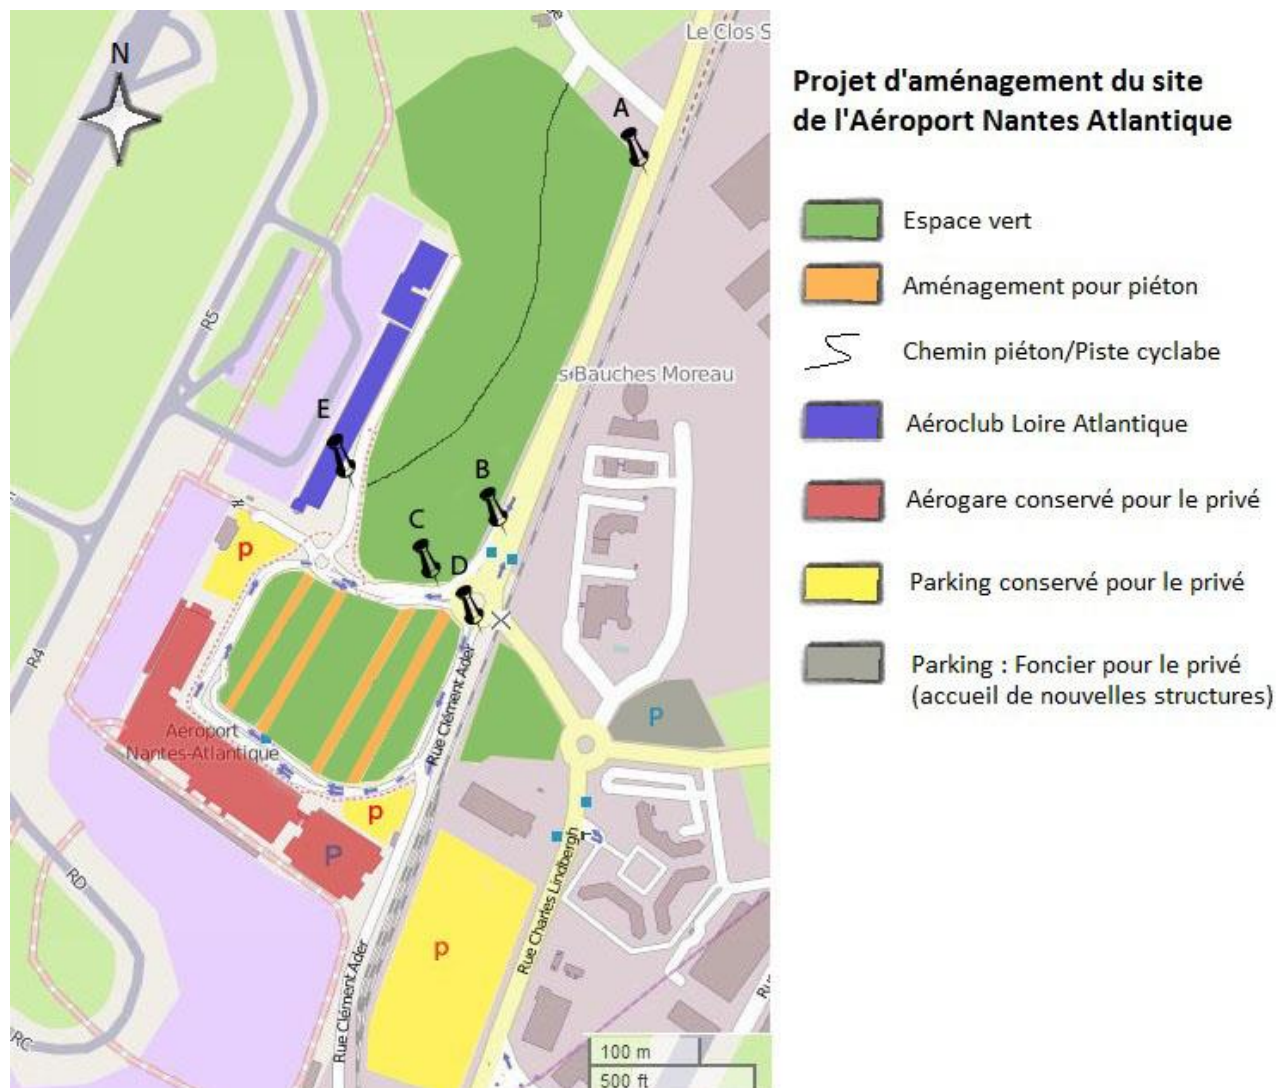 N
Le Clos S
A
R5
s Bauches Moreau
E
B
C
D
p
R4
Rue Clément Ader
P
Aéroport
Nantes-Atlantique
p
P
RD
p
Rue Charles Lindbergh
Rue Clément Ader
Ru
RC
100 m
500 ft
Projet d'aménagement du site
de l'Aéroport Nantes Atlantique
Espace vert
Aménagement pour piéton
Chemin piéton/Piste cyclabe
Aéroclub Loire Atlantique
Aérogare conservé pour le privé
Parking conservé pour le privé
Parking : Foncier pour le privé
(accueil de nouvelles structures)